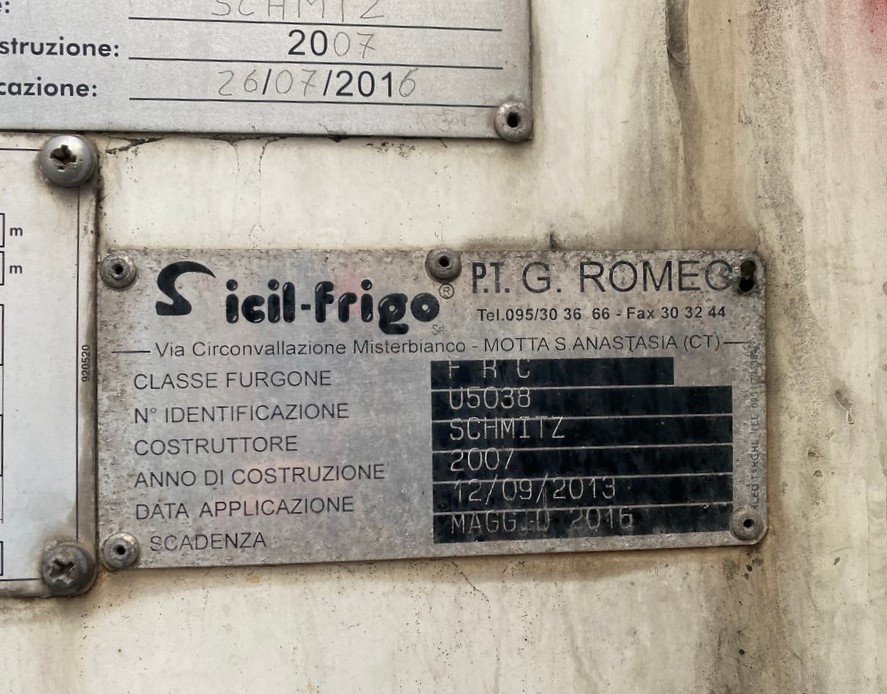 SCHMITZ
struzione: 2007
cazione: 26/07/2016
m
m
920520
Sicil-frigo® Srl
P.T. G. ROMEO
Tel.095/30 36 66 - Fax 30 32 44
Via Circonvallazione Misterbianco - MOTTA S.ANASTASIA (CT)
CLASSE FURGONE F R C
N° IDENTIFICAZIONE U5038
COSTRUTTORE SCHMITZ
ANNO DI COSTRUZIONE 2007
DATA APPLICAZIONE 12/09/2013
SCADENZA MAGGIO 2016